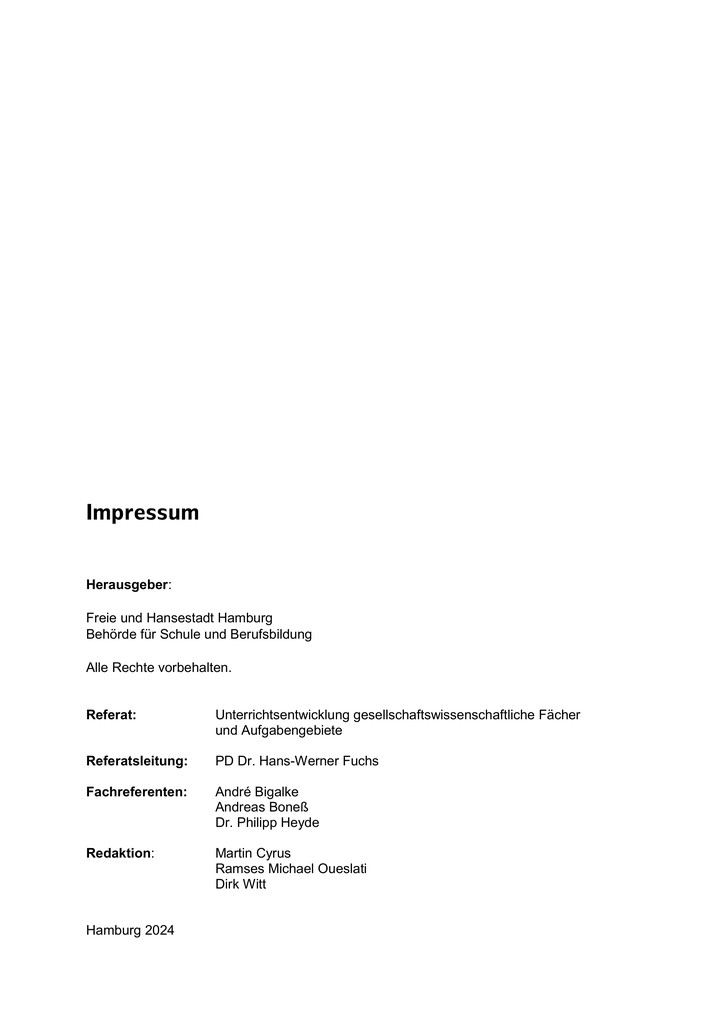 Impressum
Herausgeber:
Freie und Hansestadt Hamburg
Behörde für Schule und Berufsbildung
Alle Rechte vorbehalten.
Referat: Unterrichtsentwicklung gesellschaftswissenschaftliche Fächer
und Aufgabengebiete
Referatsleitung: PD Dr. Hans-Werner Fuchs
Fachreferenten: André Bigalke
Andreas Boneß
Dr. Philipp Heyde
Redaktion: Martin Cyrus
Ramses Michael Oueslati
Dirk Witt
Hamburg 2024